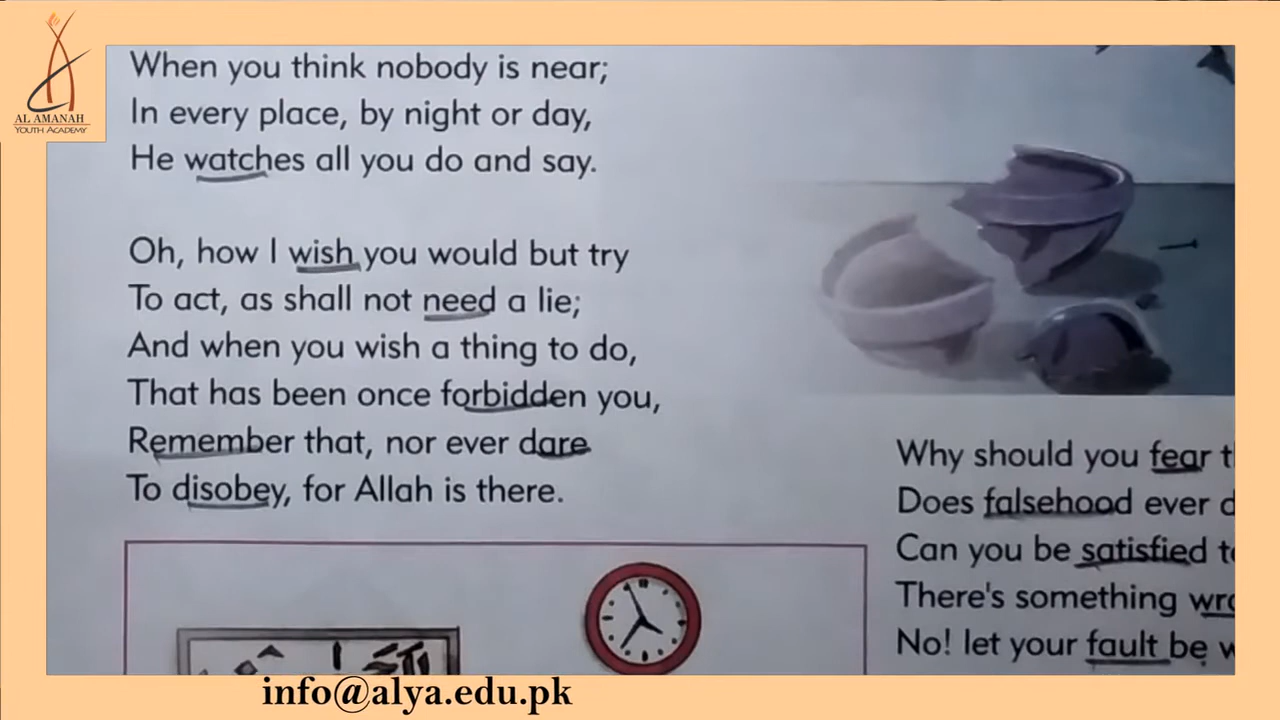 AL AMANAH
YOUTH ACADEMY
When you think nobody is near;
In every place, by night or day,
He watches all you do and say.
Oh, how I wish you would but try
To act, as shall not need a lie;
And when you wish a thing to do,
That has been once forbidden you,
Remember that, nor ever dare
To disobey, for Allah is there.
Why should you fear
Does falsehood ever
Can you be satisfied
There's something
No! let your fault be
info@alya.edu.pk